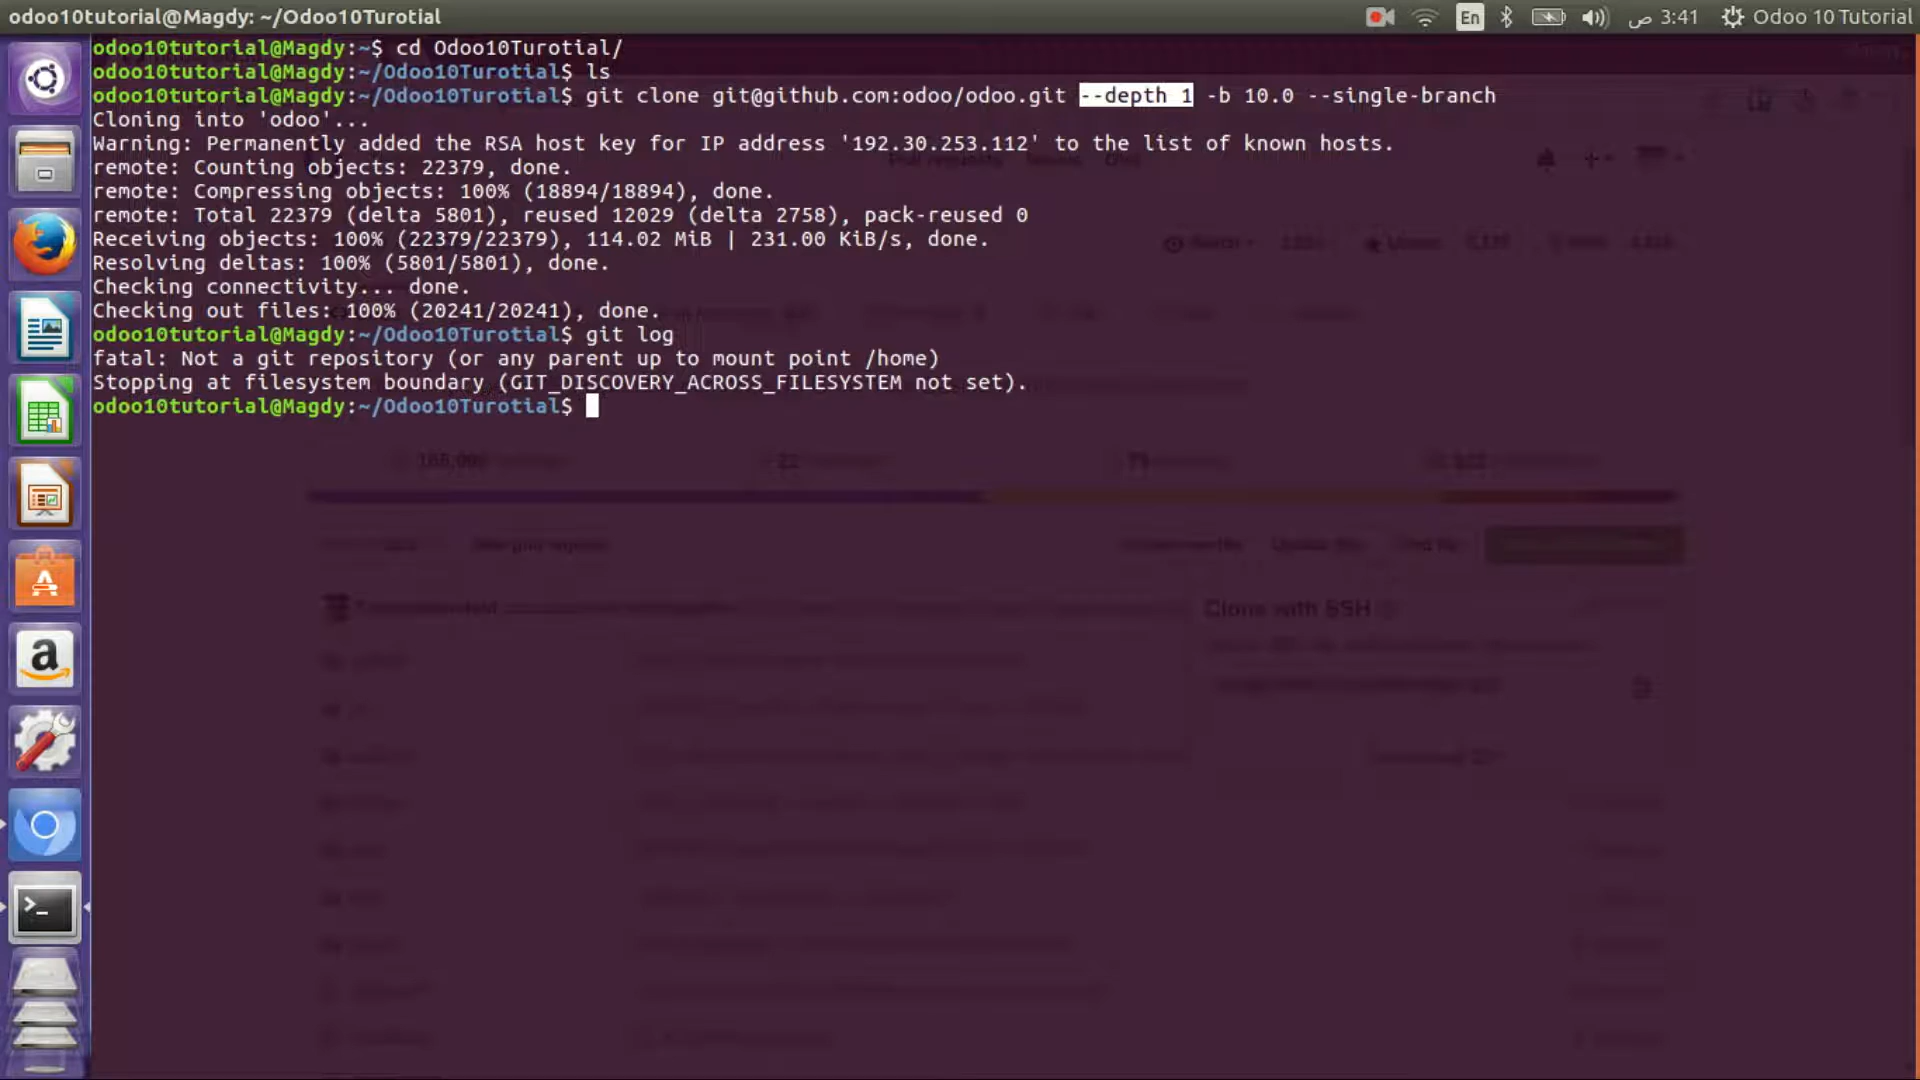 odoo10tutorial@Magdy: ~/Odoo10Turotial
En
ص 3:41
Odoo 10 Tutorial
odoo10tutorial@Magdy:~$ cd Odoo10Turotial/
odoo10tutorial@Magdy:~/Odoo10Turotial$ ls
odoo10tutorial@Magdy:~/Odoo10Turotial$ git clone git@github.com:odoo/odoo.git --depth 1 -b 10.0 --single-branch
Cloning into 'odoo'...
Warning: Permanently added the RSA host key for IP address '192.30.253.112' to the list of known hosts.
remote: Counting objects: 22379, done.
remote: Compressing objects: 100% (18894/18894), done.
remote: Total 22379 (delta 5801), reused 12029 (delta 2758), pack-reused 0
Receiving objects: 100% (22379/22379), 114.02 MiB | 231.00 KiB/s, done.
Resolving deltas: 100% (5801/5801), done.
Checking connectivity... done.
Checking out files: 100% (20241/20241), done.
odoo10tutorial@Magdy:~/Odoo10Turotial$ git log
fatal: Not a git repository (or any parent up to mount point /home)
Stopping at filesystem boundary (GIT_DISCOVERY_ACROSS_FILESYSTEM not set).
odoo10tutorial@Magdy:~/Odoo10Turotial$
Clone with SSH